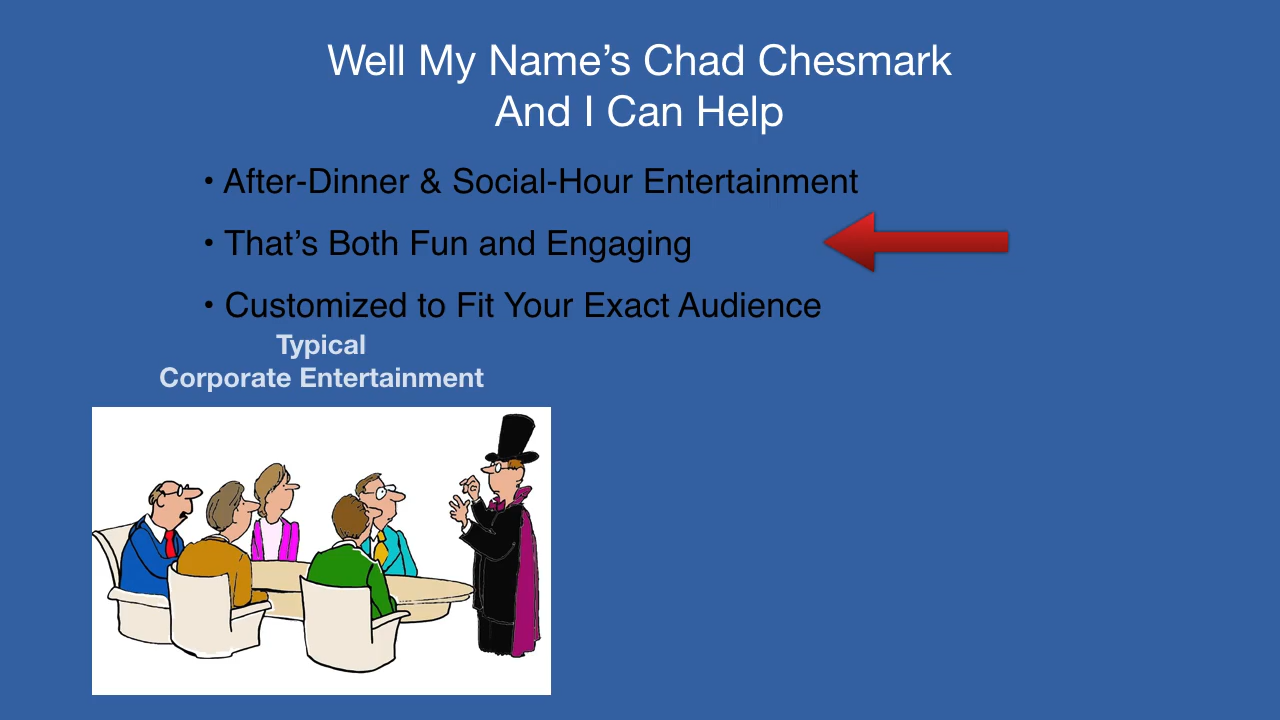 Well My Name’s Chad Chesmark
And I Can Help
• After-Dinner & Social-Hour Entertainment
• That’s Both Fun and Engaging
• Customized to Fit Your Exact Audience
Typical
Corporate Entertainment